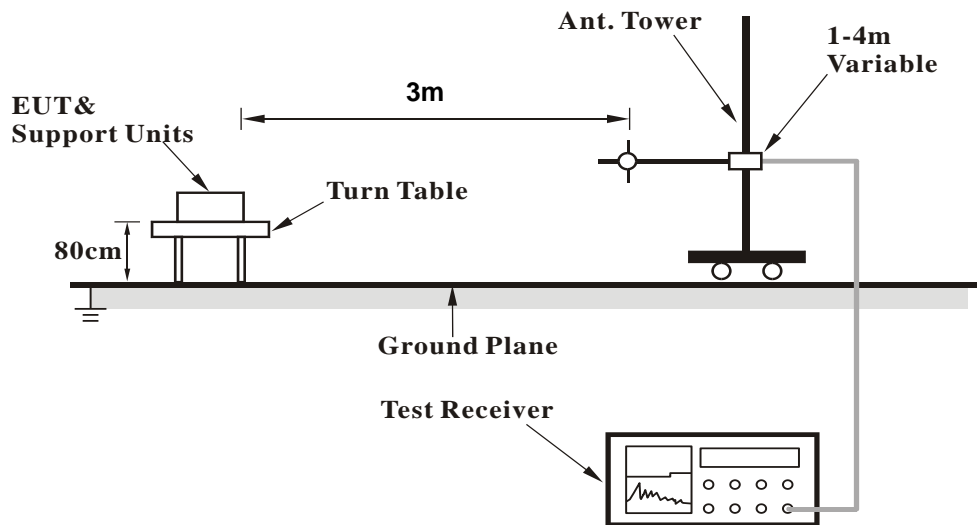 Ant. Tower
1-4m
Variable
3m
EUT&
Support Units
Turn Table
80cm
Ground Plane
Test Receiver